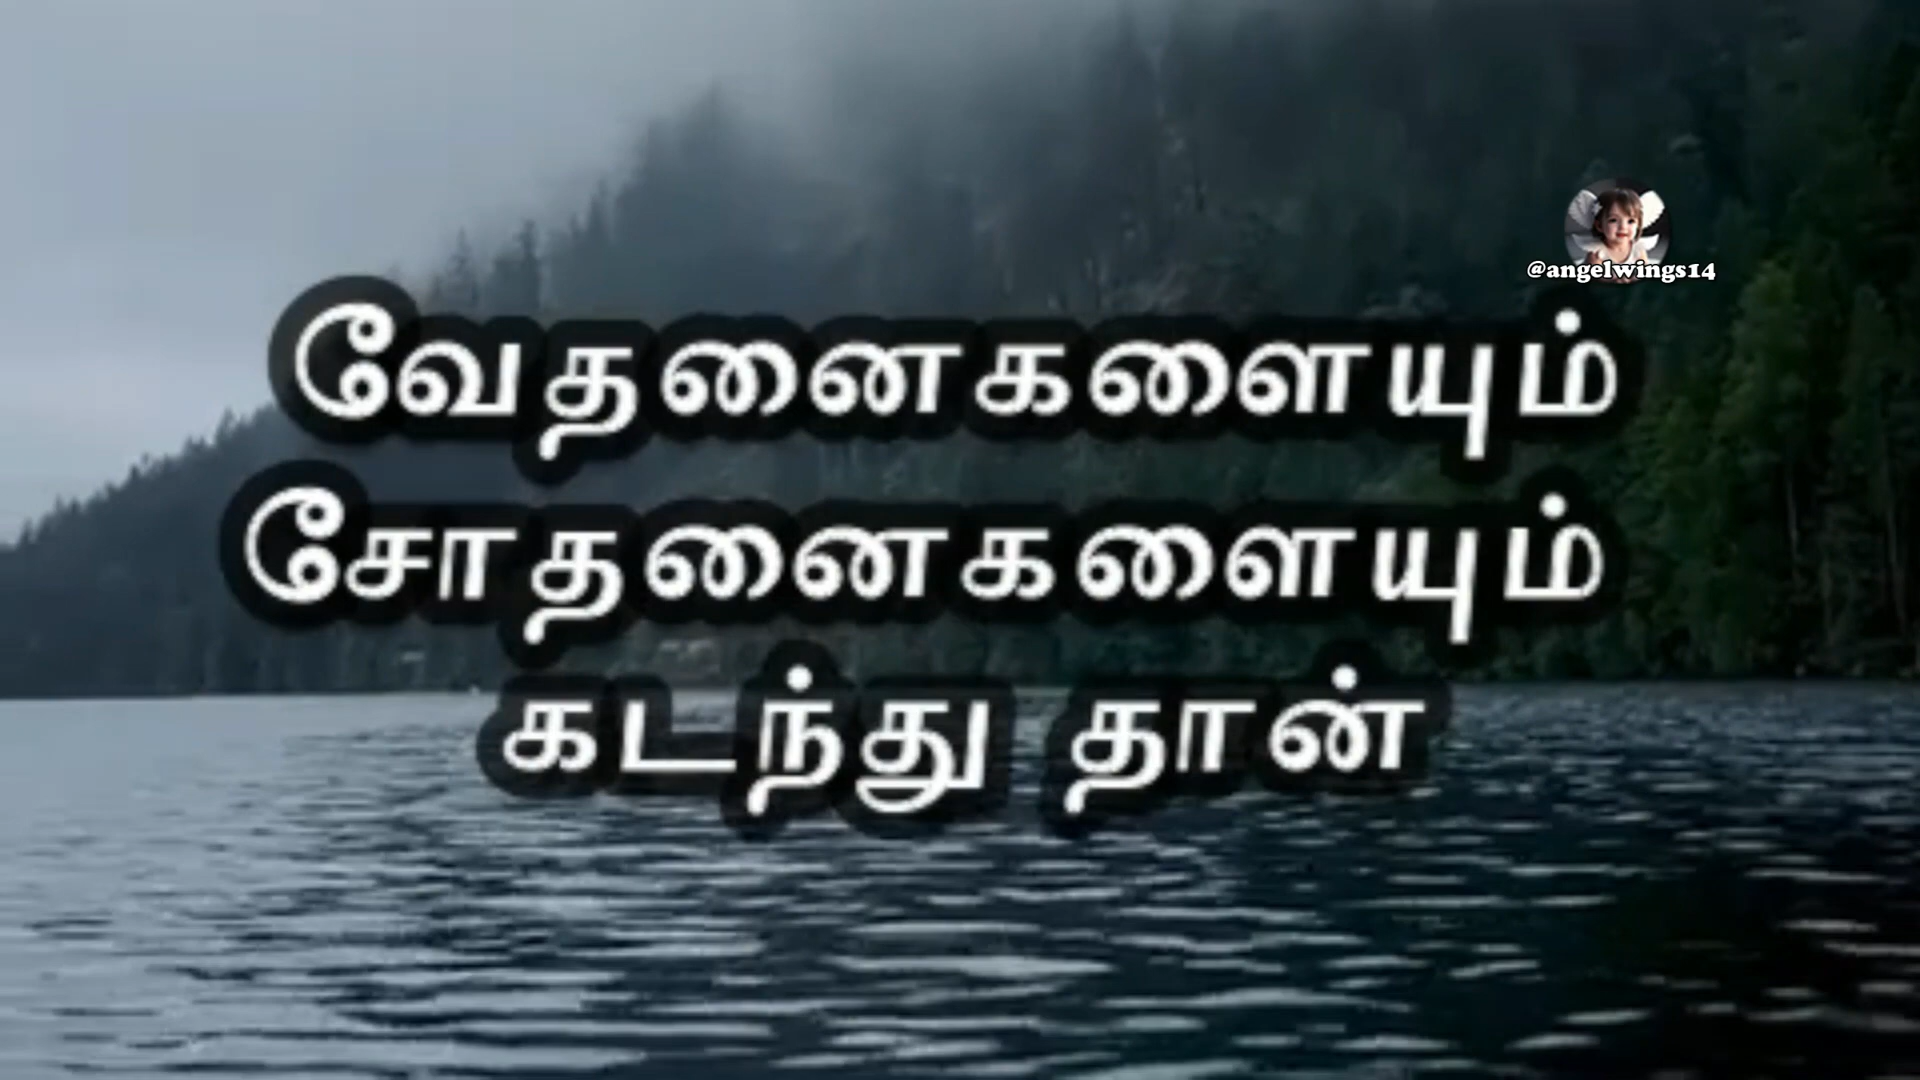 @angelwings14
வேதனைகளையும்
சோதனைகளையும்
கடந்து தான்